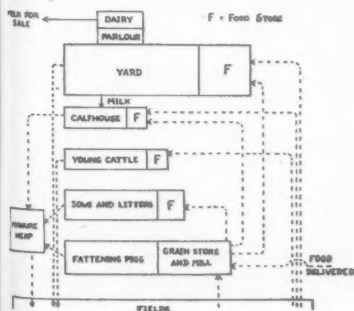 MILK FOR
SALE
DAIRY
PARLOUR
F = FOOD STORE
YARD
F
MILK
CALFHOUSE
F
YOUNG CATTLE
F
SOWS AND LITTERS
F
MANURE
HEAP
FATTENING PIGS
GRAIN STORE
AND MILL
FOOD
DELIVERED
FIELDS